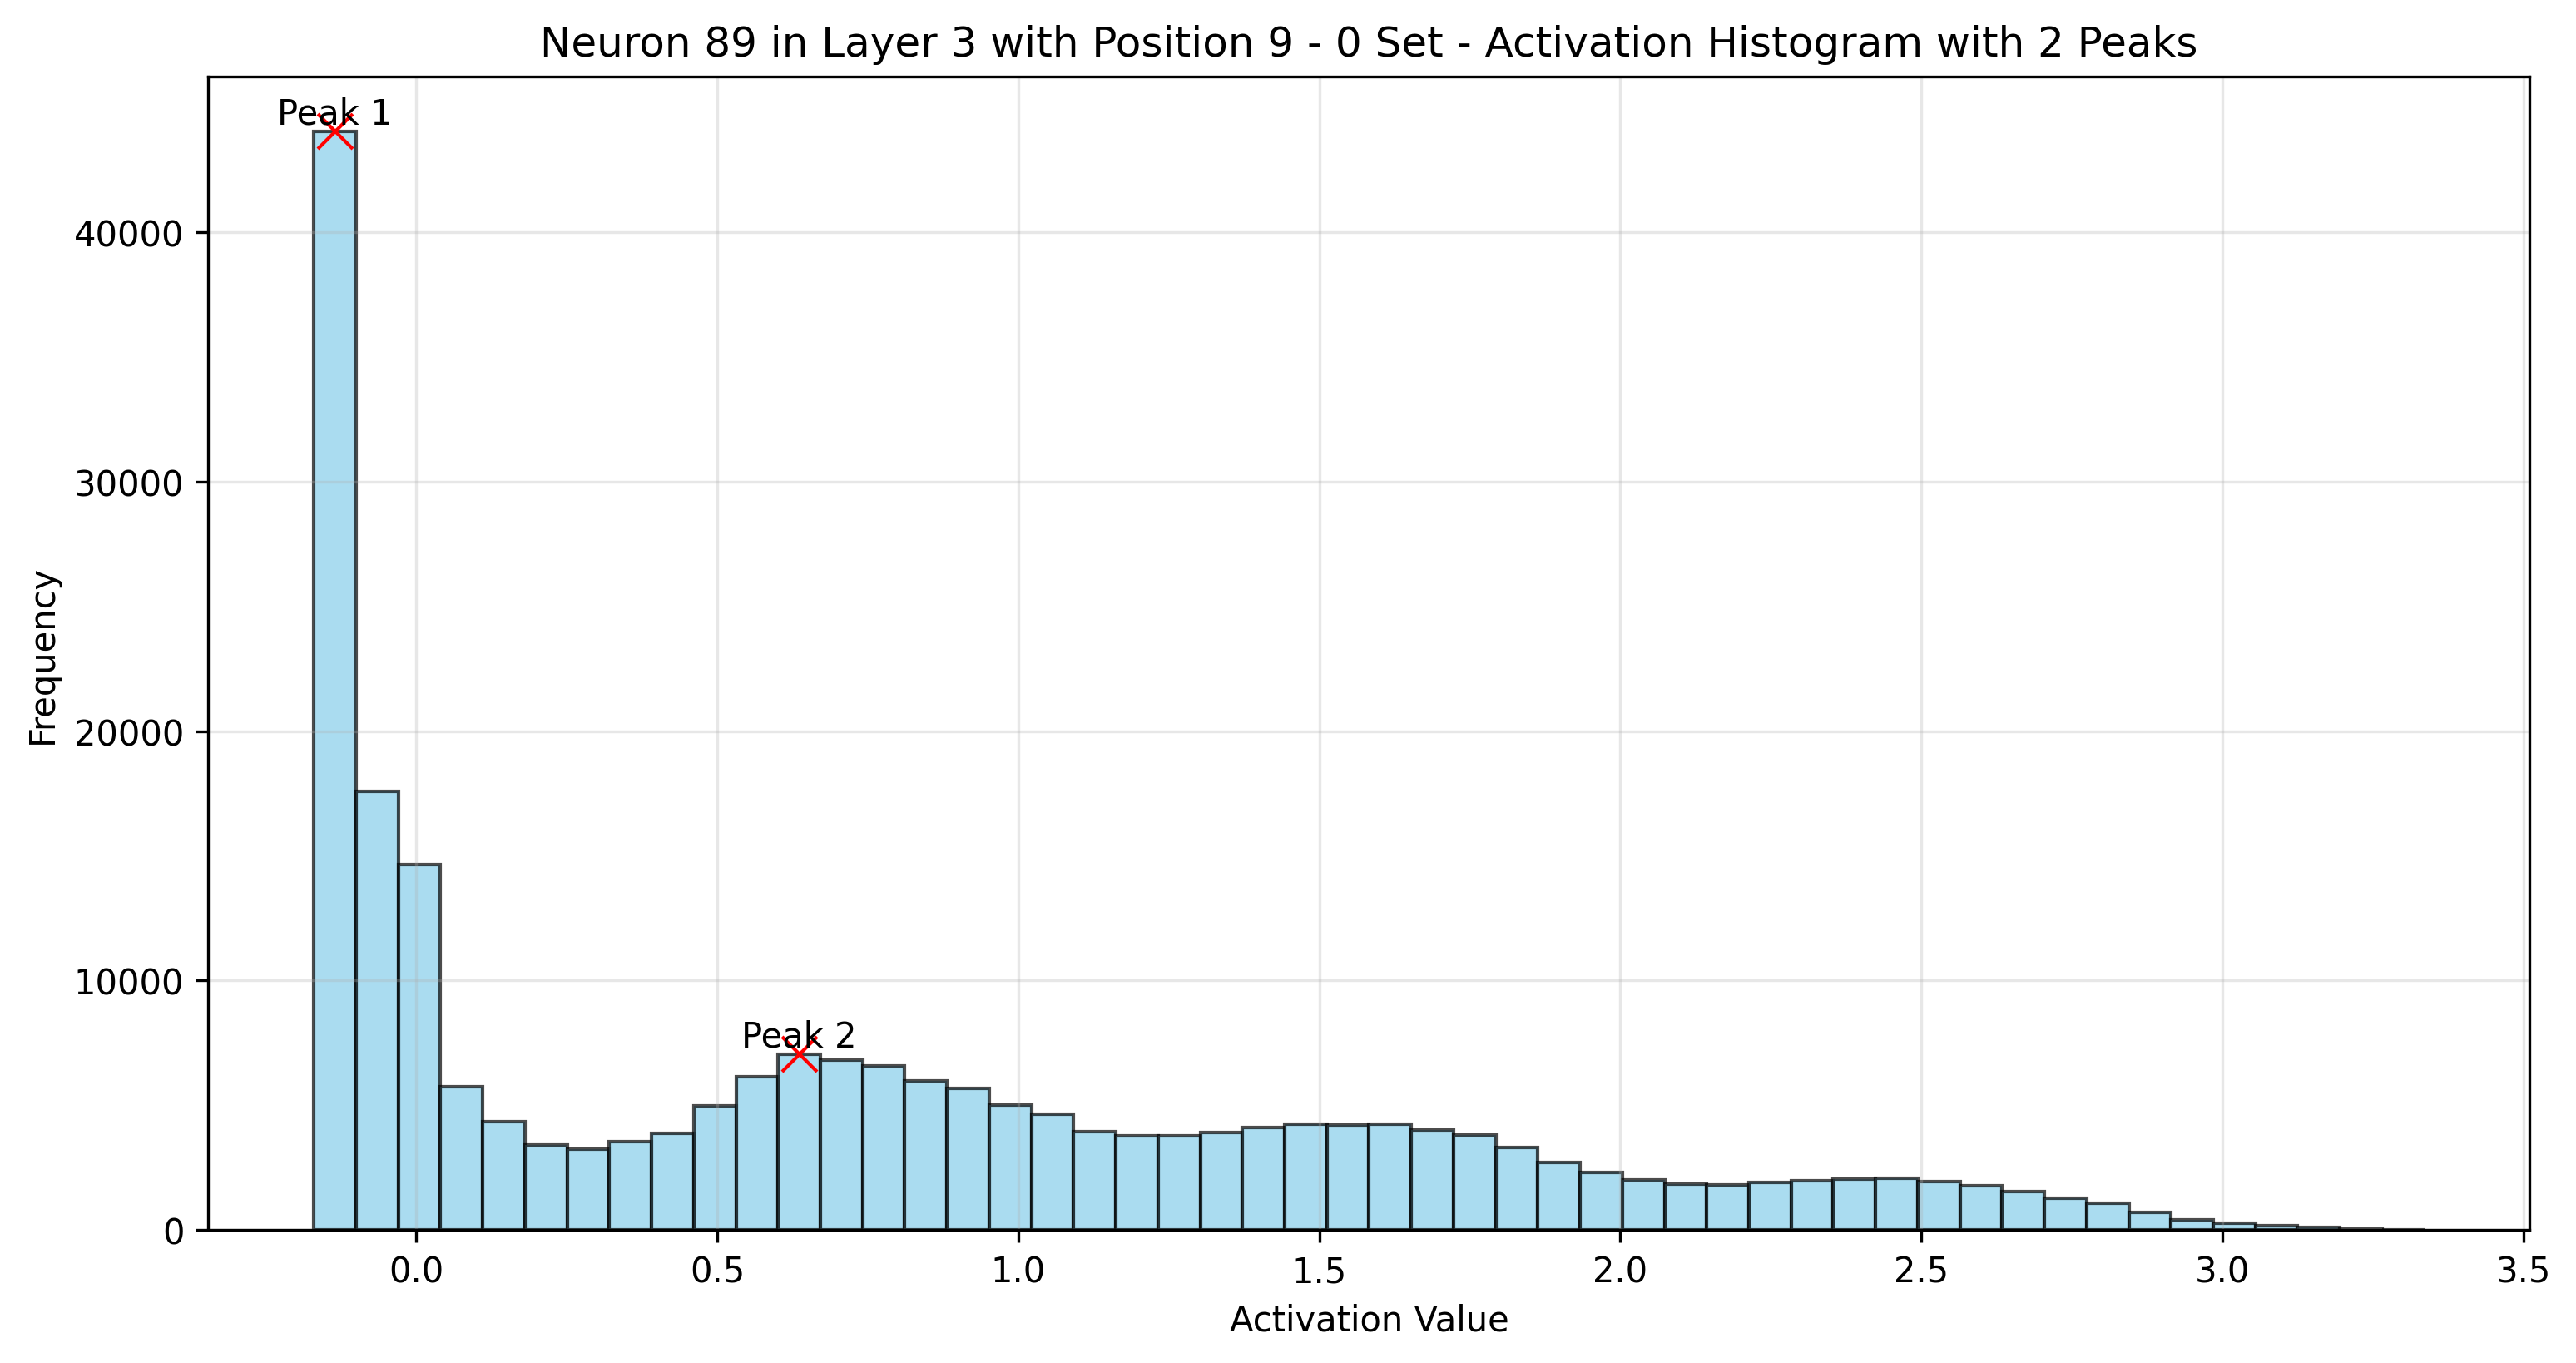 Neuron 89 in Layer 3 with Position 9 - 0 Set - Activation Histogram with 2 Peaks
Peak 1
40000
30000
20000
10000
0
Frequency
Peak 2
0.0 0.5 1.0 1.5 2.0 2.5 3.0 3.5
Activation Value